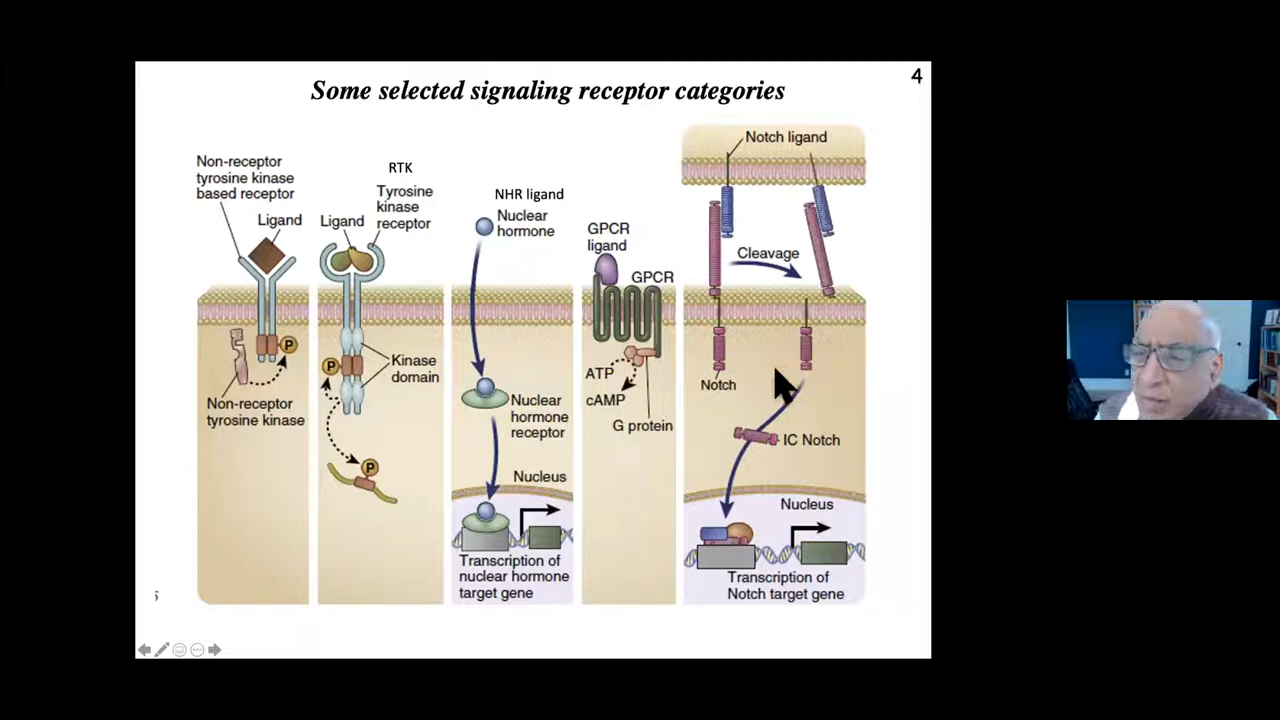 4
Some selected signaling receptor categories
Non-receptor
tyrosine kinase
based receptor
Ligand
RTK
Ligand
Tyrosine
kinase
receptor
NHR ligand
Nuclear
hormone
GPCR
ligand
GPCR
Notch ligand
Cleavage
P
P
Kinase
domain
Non-receptor
tyrosine kinase
P
Nuclear
hormone
receptor
Nucleus
Transcription of
nuclear hormone
target gene
ATP
cAMP
G protein
Notch
IC Notch
Nucleus
Transcription of
Notch target gene